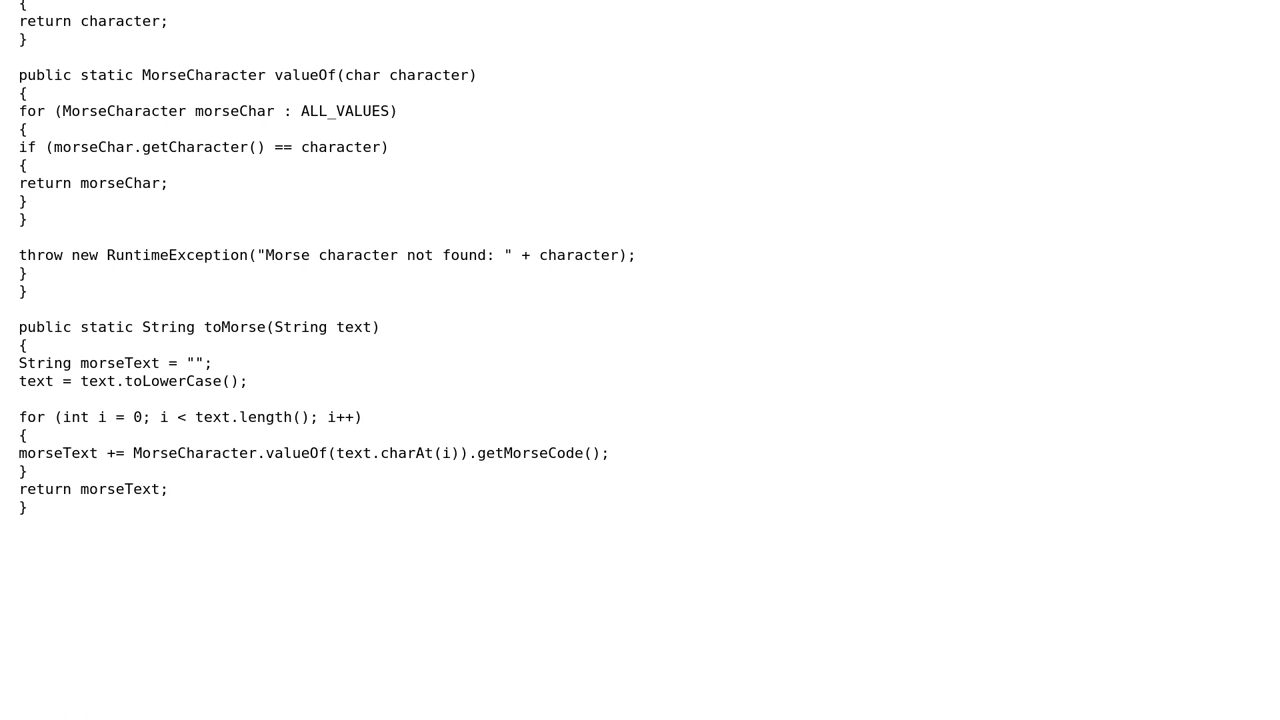 {
return character;
}

public static MorseCharacter valueOf(char character)
{
for (MorseCharacter morseChar : ALL_VALUES)
{
if (morseChar.getCharacter() == character)
{
return morseChar;
}
}

throw new RuntimeException("Morse character not found: " + character);
}
}

public static String toMorse(String text)
{
String morseText = "";
text = text.toLowerCase();

for (int i = 0; i < text.length(); i++)
{
morseText += MorseCharacter.valueOf(text.charAt(i)).getMorseCode();
}
return morseText;
}